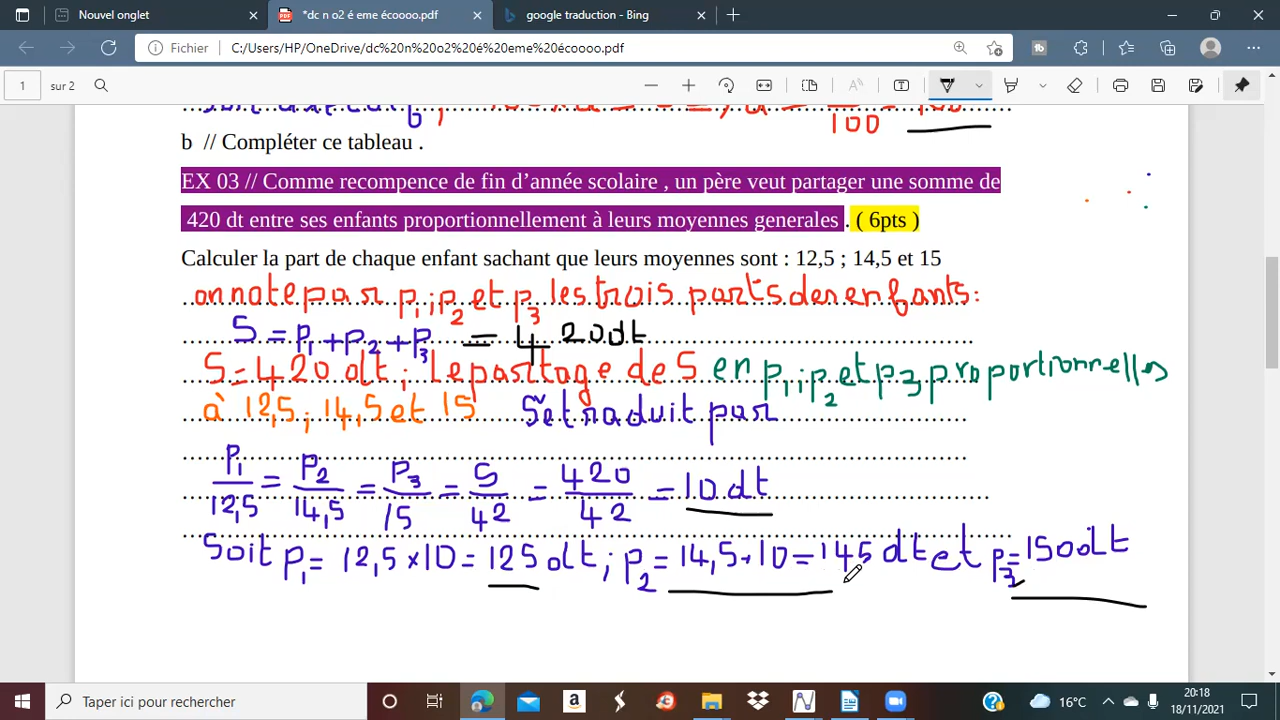 Nouvel onglet
*dc n o2 é eme écoooo.pdf
google traduction - Bing
Fichier
C:/Users/HP/OneDrive/dc%20n%20o2%20é%20eme%20écoooo.pdf
1 sur 2
100
b // Compléter ce tableau .
EX 03 // Comme recompence de fin d’année scolaire , un père veut partager une somme de
420 dt entre ses enfants proportionnellement à leurs moyennes generales . ( 6pts )
Calculer la part de chaque enfant sachant que leurs moyennes sont : 12,5 ; 14,5 et 15
on note par p1, p2 et p3 les trois parts des enfants:
S = p1 + p2 + p3 = 420dt
S = 420 dt ; le partage de S en p1 ; p2 et p3 proportionnelles
à 12,5 ; 14,5 et 15 Se traduit par
p1/12,5 = p2/14,5 = p3/15 = S/42 = 420/42 = 10 dt
Soit p1 = 12,5 × 10 = 125 dt ; p2 = 14,5 . 10 = 145 dt et p3 = 150dt
Taper ici pour rechercher
16°C
20:18
18/11/2021